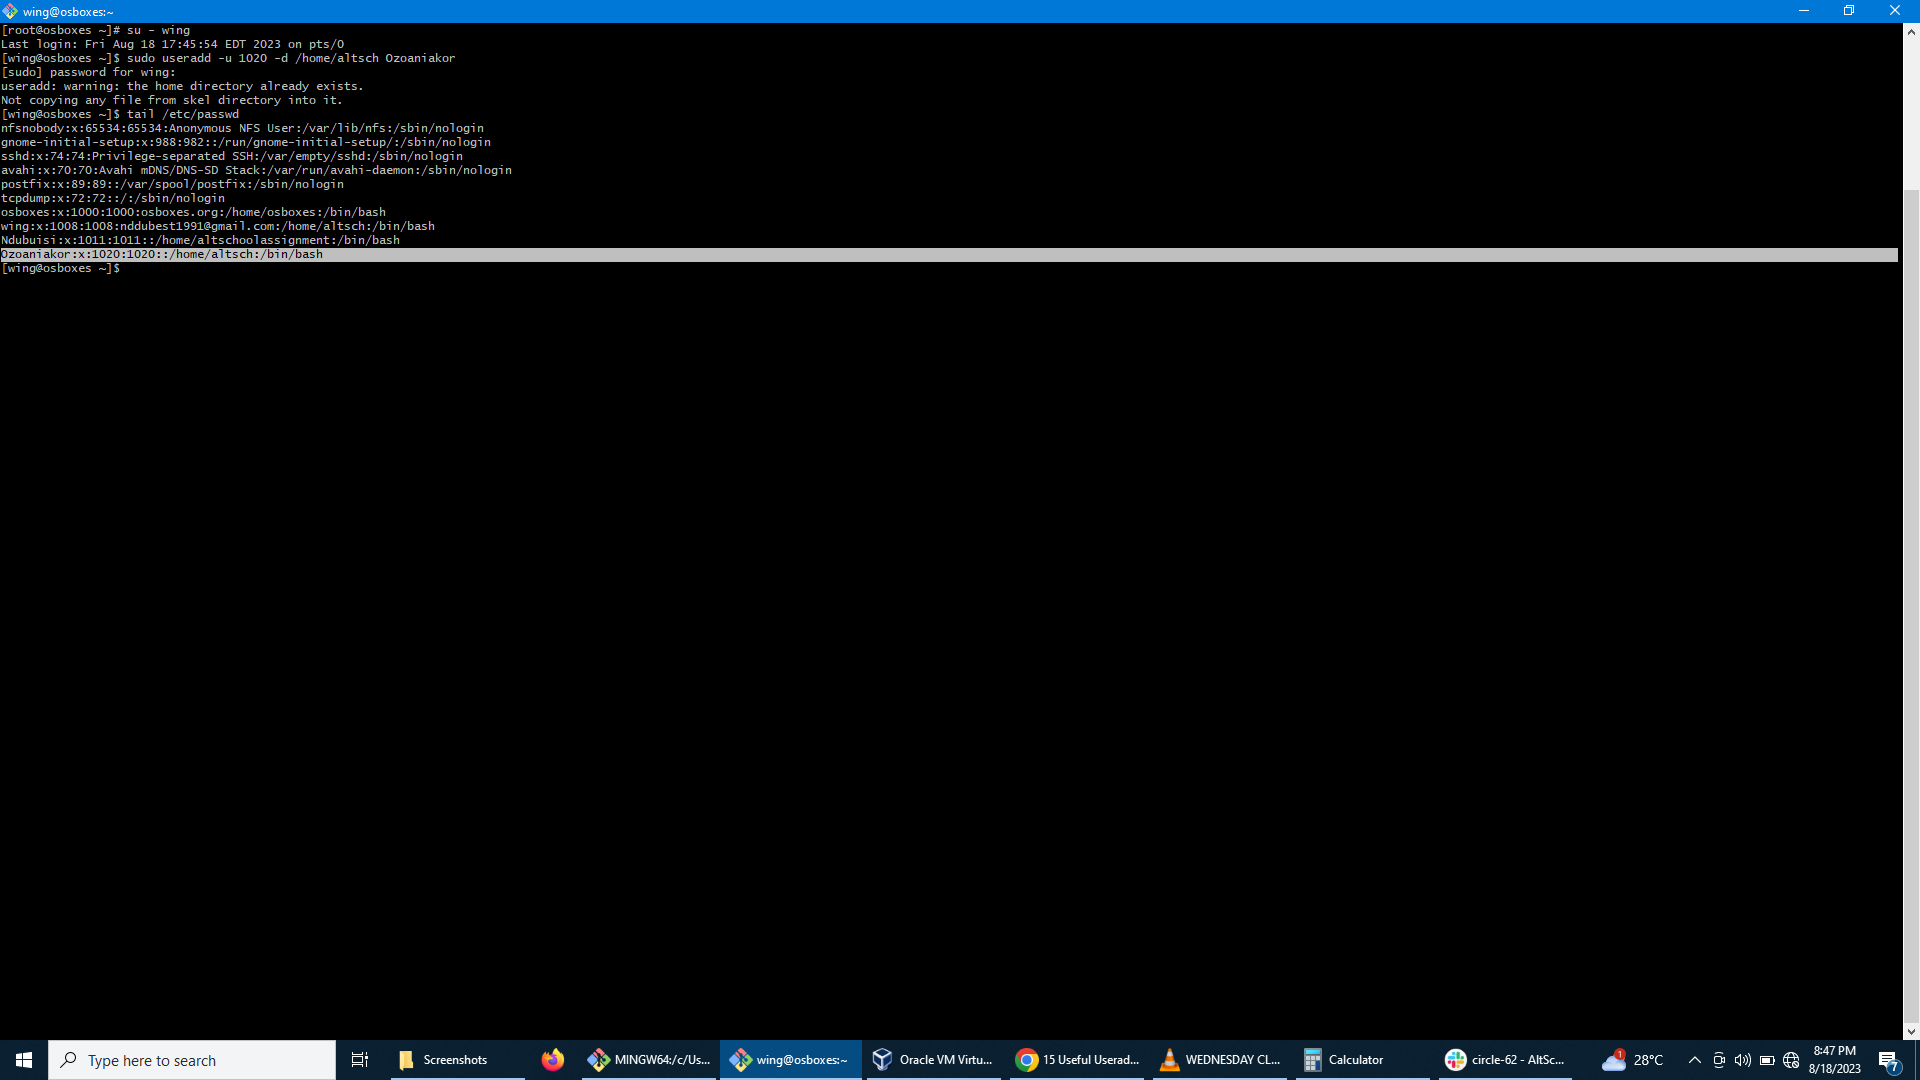 wing@osboxes:~
[root@osboxes ~]# su - wing
Last login: Fri Aug 18 17:45:54 EDT 2023 on pts/0
[wing@osboxes ~]$ sudo useradd -u 1020 -d /home/altsch Ozoaniakor
[sudo] password for wing:
useradd: warning: the home directory already exists.
Not copying any file from skel directory into it.
[wing@osboxes ~]$ tail /etc/passwd
nfsnobody:x:65534:65534:Anonymous NFS User:/var/lib/nfs:/sbin/nologin
gnome-initial-setup:x:988:982::/run/gnome-initial-setup/:/sbin/nologin
sshd:x:74:74:Privilege-separated SSH:/var/empty/sshd:/sbin/nologin
avahi:x:70:70:Avahi mDNS/DNS-SD Stack:/var/run/avahi-daemon:/sbin/nologin
postfix:x:89:89::/var/spool/postfix:/sbin/nologin
tcpdump:x:72:72::/:/sbin/nologin
osboxes:x:1000:1000:osboxes.org:/home/osboxes:/bin/bash
wing:x:1008:1008:nddubest1991@gmail.com:/home/altsch:/bin/bash
Ndubuisi:x:1011:1011::/home/altschoolassignment:/bin/bash
Ozoaniakor:x:1020:1020::/home/altsch:/bin/bash
[wing@osboxes ~]$
Type here to search
Screenshots
MINGW64:/c/Us...
wing@osboxes:~
Oracle VM Virtu...
15 Useful Userad...
WEDNESDAY CL...
Calculator
circle-62 - AltSc...
1
28°C
8:47 PM
8/18/2023
7